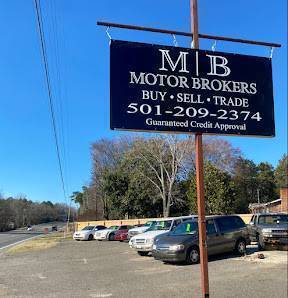 M|B
MOTOR BROKERS
BUY • SELL • TRADE
501-209-2374
Guaranteed Credit Approval